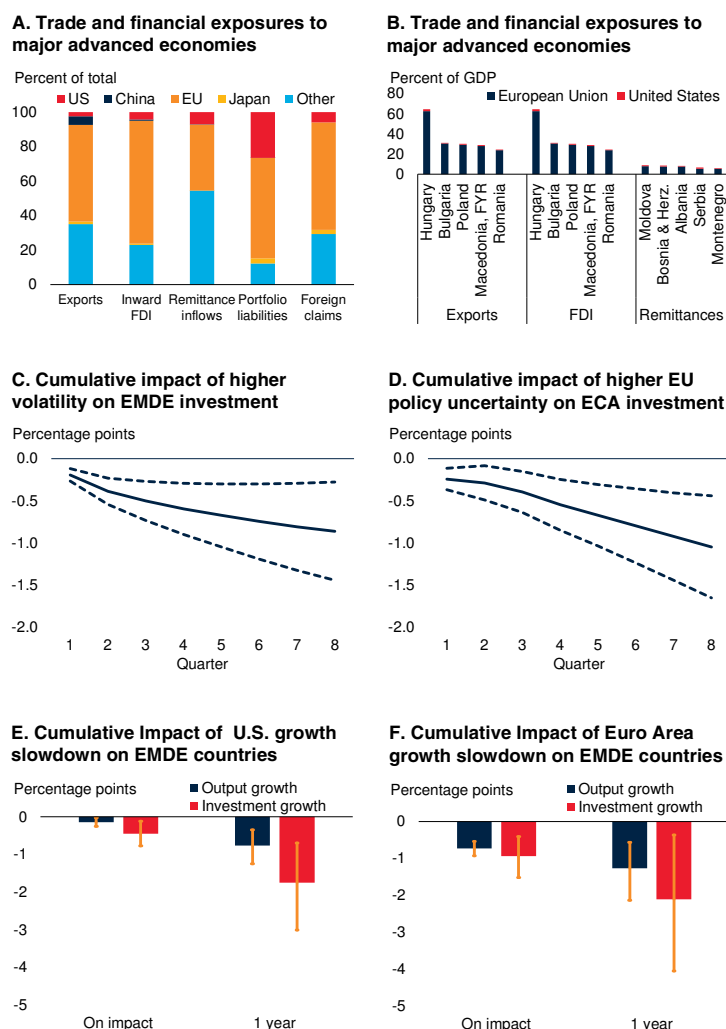 A. Trade and financial exposures to
major advanced economies
Percent of total
US China EU Japan Other
100
80
60
40
20
0
Exports Inward FDI Remittance inflows Portfolio liabilities Foreign claims
B. Trade and financial exposures to
major advanced economies
Percent of GDP
European Union United States
80
60
40
20
0
Hungary
Bulgaria
Poland
Macedonia, FYR
Romania
Hungary
Bulgaria
Poland
Macedonia, FYR
Romania
Moldova
Bosnia & Herz.
Albania
Serbia
Montenegro
Exports FDI Remittances
C. Cumulative impact of higher
volatility on EMDE investment
Percentage points
0.0
-0.5
-1.0
-1.5
-2.0
1 2 3 4 5 6 7 8
Quarter
D. Cumulative impact of higher EU
policy uncertainty on ECA investment
Percentage points
0.0
-0.5
-1.0
-1.5
-2.0
1 2 3 4 5 6 7 8
Quarter
E. Cumulative Impact of U.S. growth
slowdown on EMDE countries
Percentage points
Output growth
Investment growth
0
-1
-2
-3
-4
-5
On impact 1 year
F. Cumulative Impact of Euro Area
growth slowdown on EMDE countries
Percentage points
Output growth
Investment growth
0
-1
-2
-3
-4
-5
On impact 1 year